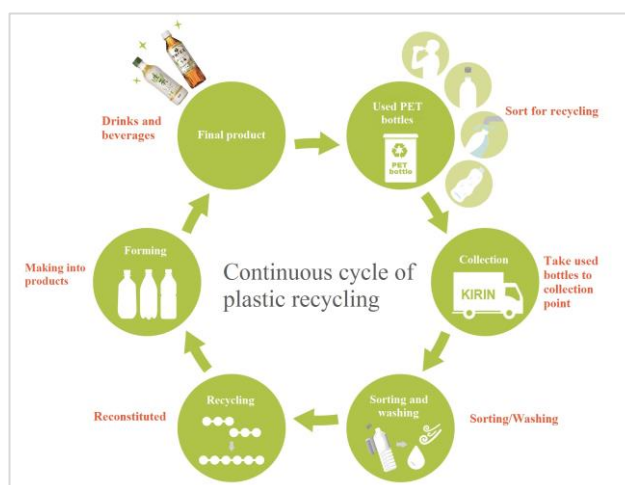 Drinks and
beverages
Final product
Used PET
bottles
PET
bottle
Sort for recycling
Collection
KIRIN
Take used
bottles to
collection
point
Sorting and
washing
Sorting/Washing
Recycling
Reconstituted
Forming
Making into
products
Continuous cycle of
plastic recycling